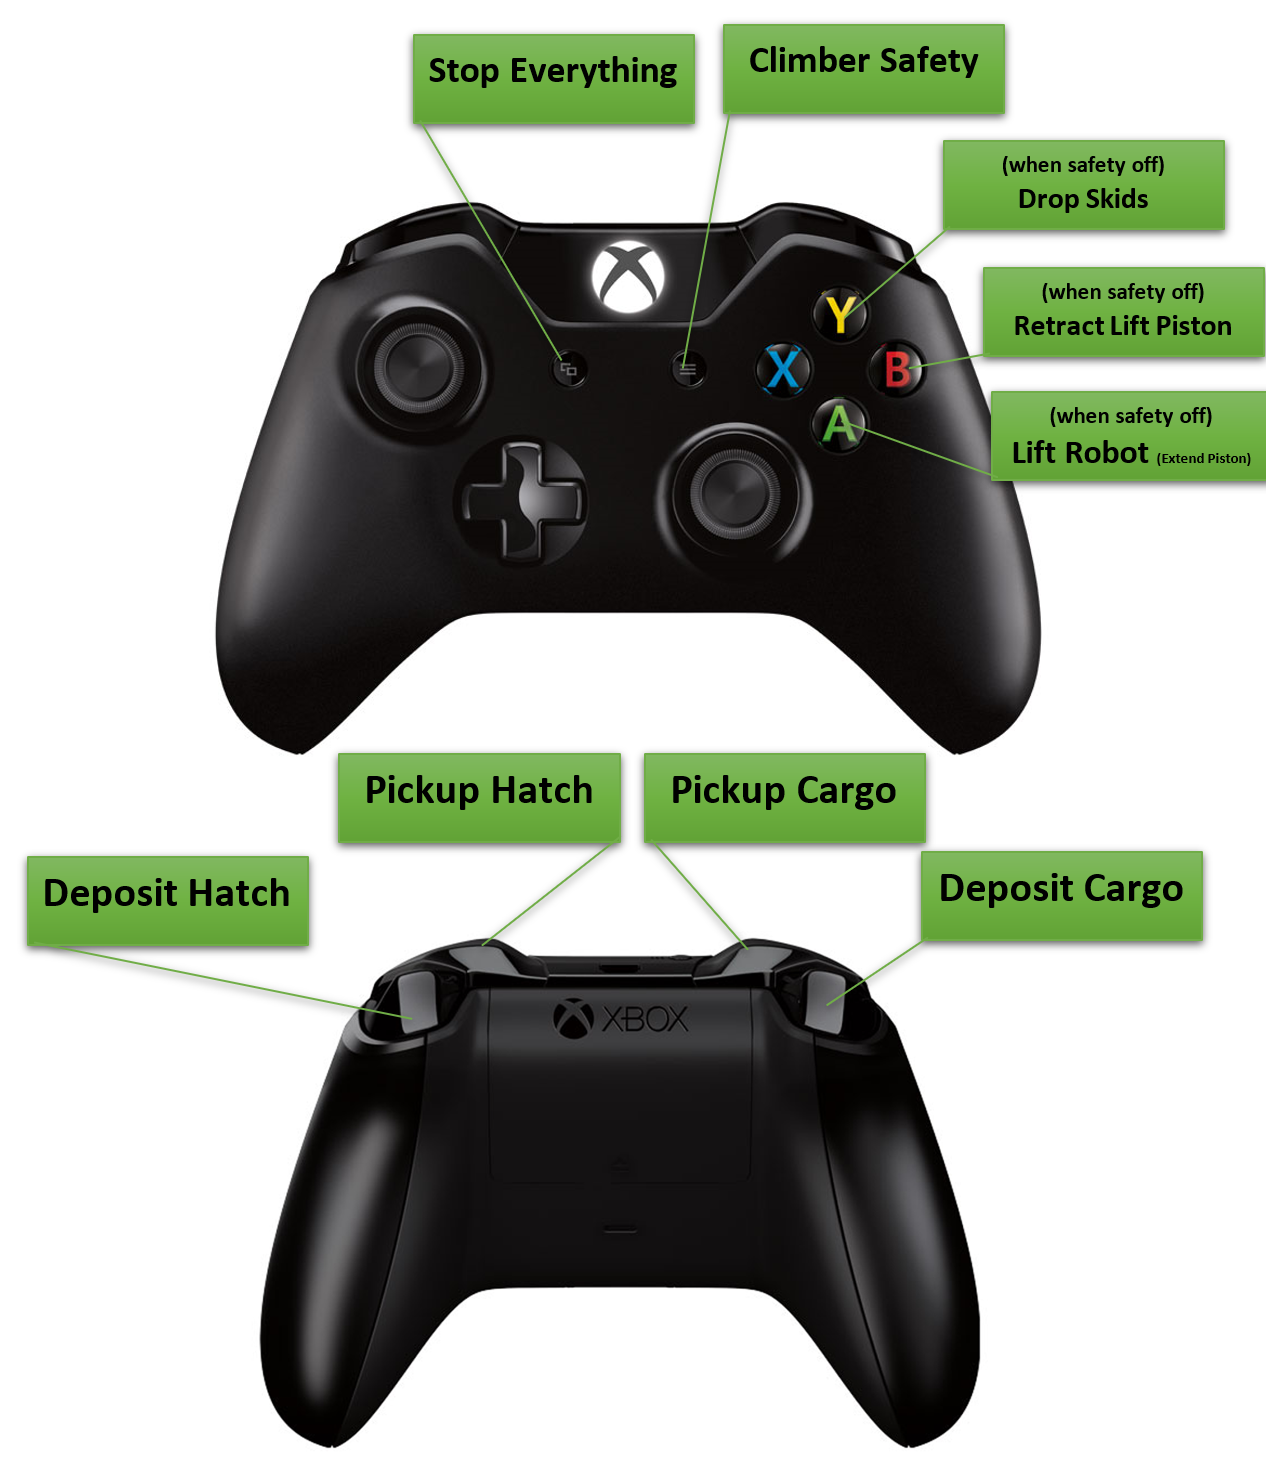 Stop Everything
Climber Safety
(when safety off)
Drop Skids
(when safety off)
Retract Lift Piston
(when safety off)
Lift Robot (Extend Piston)
Y
X
B
A
Pickup Hatch
Pickup Cargo
Deposit Hatch
Deposit Cargo
XBOX